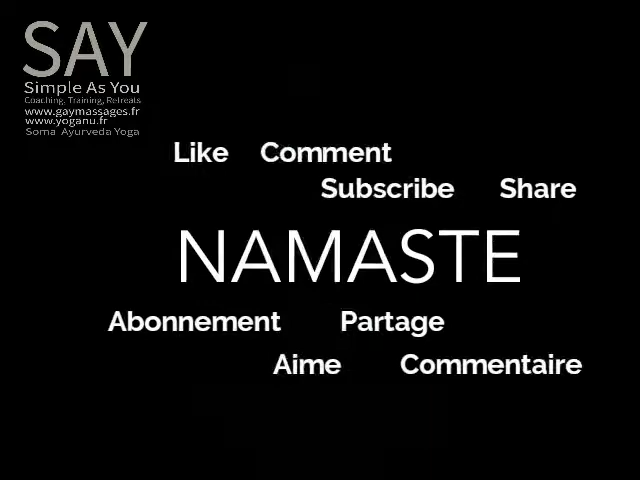 SAY
Simple As You
Coaching, Training, Retreats
www.gaymassages.fr
www.yoganu.fr
Soma Ayurveda Yoga
Like Comment
Subscribe Share
NAMASTE
Abonnement Partage
Aime Commentaire